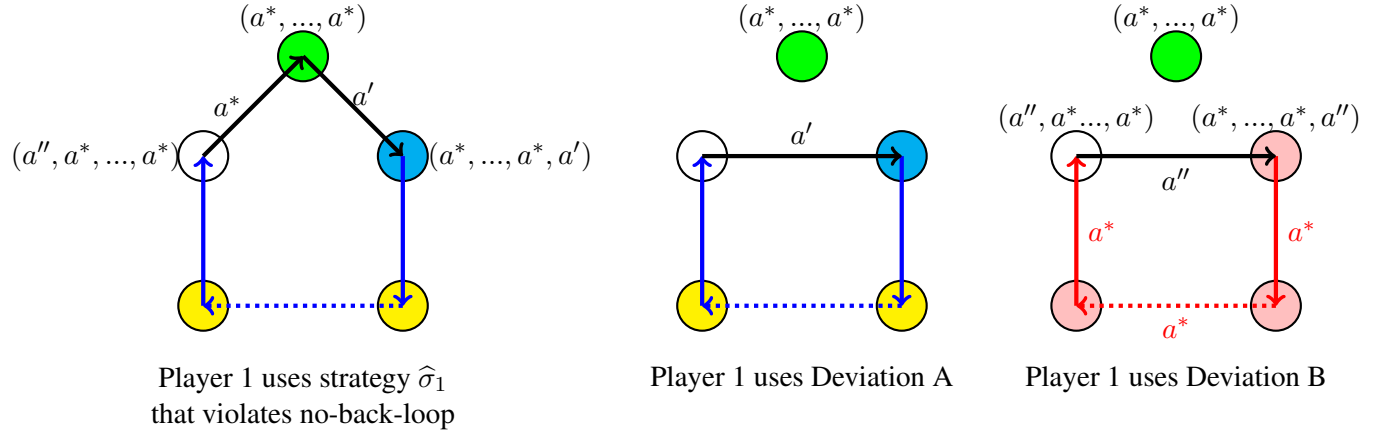 (a*, ..., a*)
a*
a′
(a″, a*, ..., a*)
(a*, ..., a*, a′)
Player 1 uses strategy σ̂₁
that violates no-back-loop
(a*, ..., a*)
a′
Player 1 uses Deviation A
(a*, ..., a*)
(a″, a*..., a*)
(a*, ..., a*, a″)
a″
a*
a*
a*
Player 1 uses Deviation B